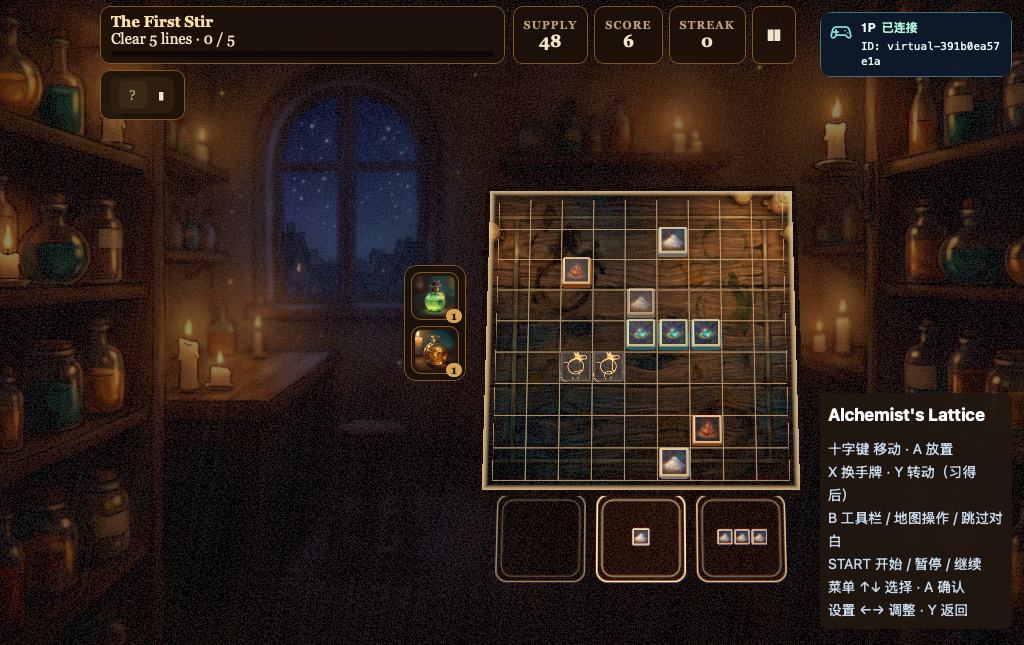 The First Stir
Clear 5 lines · 0 / 5
SUPPLY
48
SCORE
6
STREAK
0
1P 已连接
ID: virtual-391b0ea57
e1a
?
1
1
Alchemist's Lattice
十字键 移动 · A 放置
X 换手牌 · Y 转动（习得
后）
B 工具栏 / 地图操作 / 跳过对
白
START 开始 / 暂停 / 继续
菜单 ↑↓ 选择 · A 确认
设置 ←→ 调整 · Y 返回